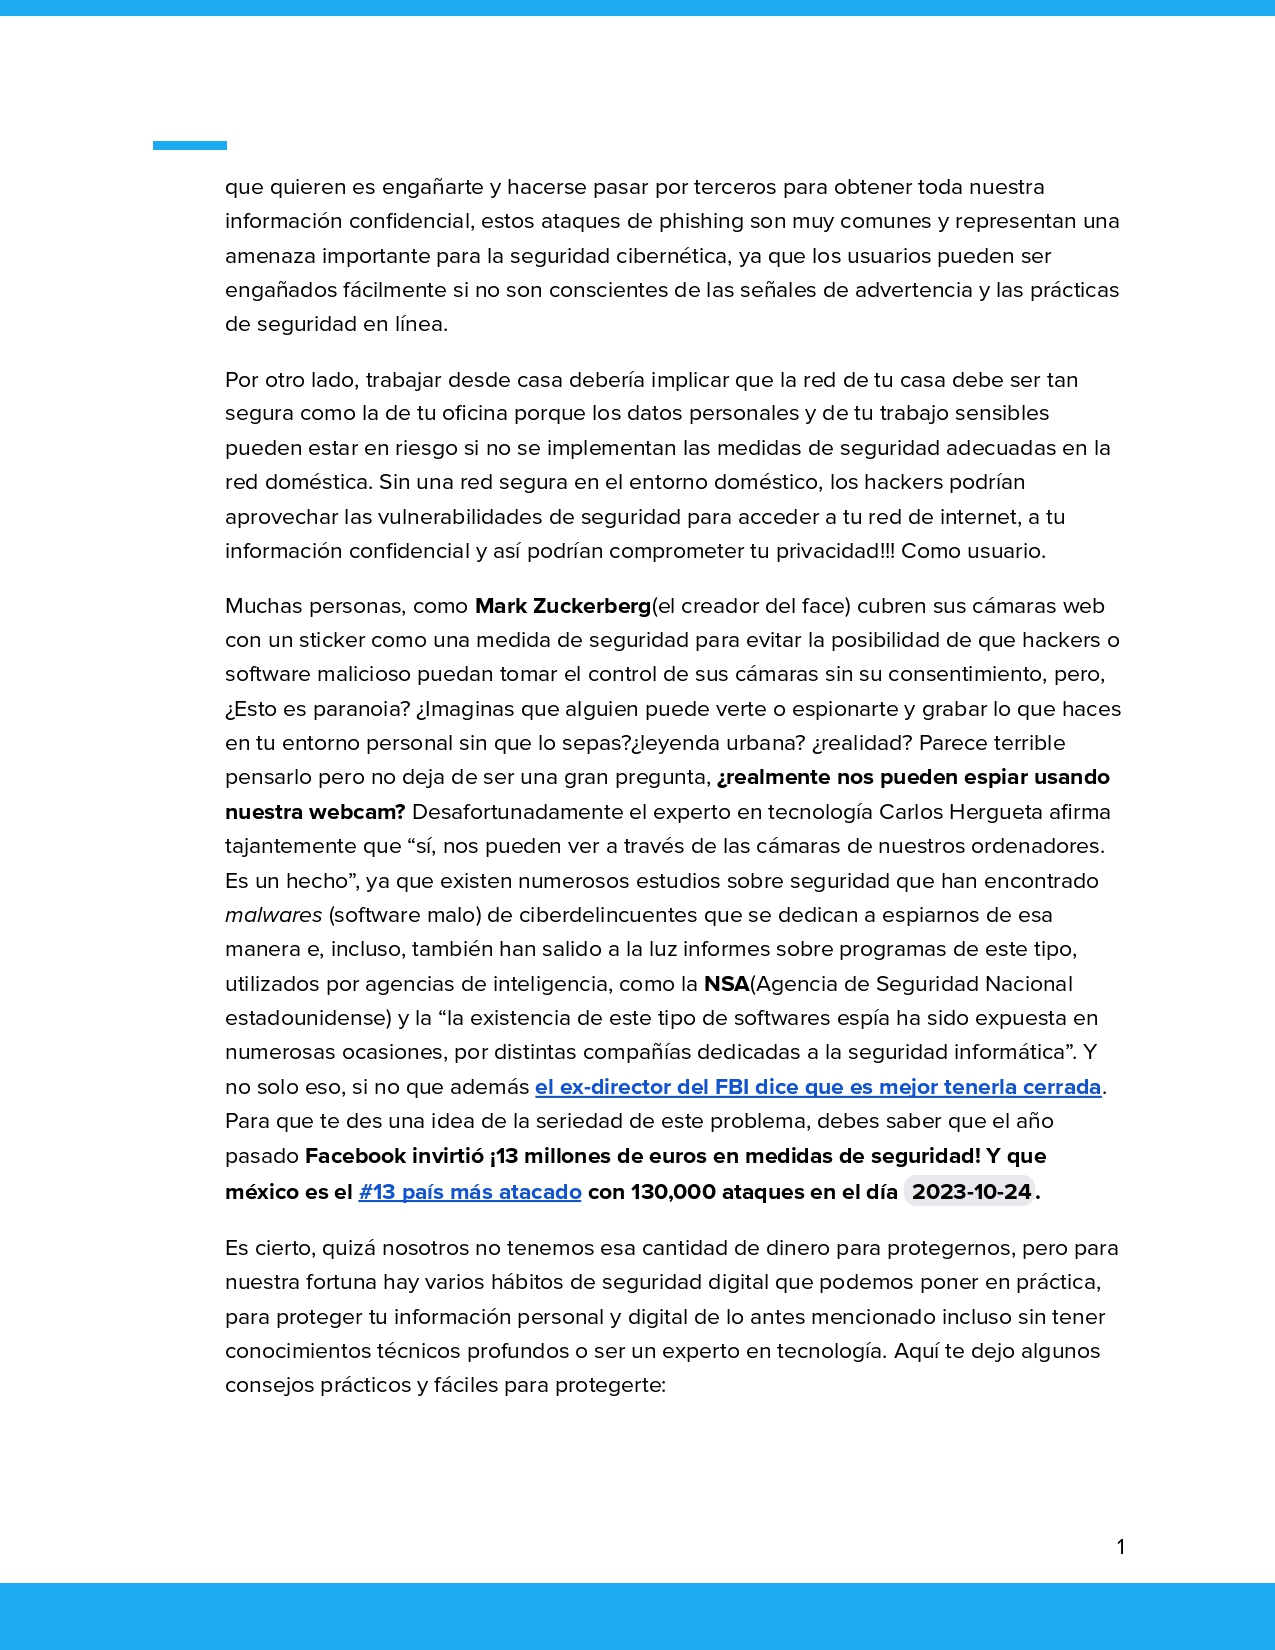 que quieren es engañarte y hacerse pasar por terceros para obtener toda nuestra
información confidencial, estos ataques de phishing son muy comunes y representan una
amenaza importante para la seguridad cibernética, ya que los usuarios pueden ser
engañados fácilmente si no son conscientes de las señales de advertencia y las prácticas
de seguridad en línea.
Por otro lado, trabajar desde casa debería implicar que la red de tu casa debe ser tan
segura como la de tu oficina porque los datos personales y de tu trabajo sensibles
pueden estar en riesgo si no se implementan las medidas de seguridad adecuadas en la
red doméstica. Sin una red segura en el entorno doméstico, los hackers podrían
aprovechar las vulnerabilidades de seguridad para acceder a tu red de internet, a tu
información confidencial y así podrían comprometer tu privacidad!!! Como usuario.
Muchas personas, como Mark Zuckerberg(el creador del face) cubren sus cámaras web
con un sticker como una medida de seguridad para evitar la posibilidad de que hackers o
software malicioso puedan tomar el control de sus cámaras sin su consentimiento, pero,
¿Esto es paranoia? ¿Imaginas que alguien puede verte o espionarte y grabar lo que haces
en tu entorno personal sin que lo sepas?¿leyenda urbana? ¿realidad? Parece terrible
pensarlo pero no deja de ser una gran pregunta, ¿realmente nos pueden espiar usando
nuestra webcam? Desafortunadamente el experto en tecnología Carlos Hergueta afirma
tajantemente que “sí, nos pueden ver a través de las cámaras de nuestros ordenadores.
Es un hecho”, ya que existen numerosos estudios sobre seguridad que han encontrado
malwares (software malo) de ciberdelincuentes que se dedican a espiarnos de esa
manera e, incluso, también han salido a la luz informes sobre programas de este tipo,
utilizados por agencias de inteligencia, como la NSA(Agencia de Seguridad Nacional
estadounidense) y la “la existencia de este tipo de softwares espía ha sido expuesta en
numerosas ocasiones, por distintas compañías dedicadas a la seguridad informática”. Y
no solo eso, si no que además el ex-director del FBI dice que es mejor tenerla cerrada.
Para que te des una idea de la seriedad de este problema, debes saber que el año
pasado Facebook invirtió ¡13 millones de euros en medidas de seguridad! Y que
méxico es el #13 país más atacado con 130,000 ataques en el día 2023-10-24.
Es cierto, quizá nosotros no tenemos esa cantidad de dinero para protegernos, pero para
nuestra fortuna hay varios hábitos de seguridad digital que podemos poner en práctica,
para proteger tu información personal y digital de lo antes mencionado incluso sin tener
conocimientos técnicos profundos o ser un experto en tecnología. Aquí te dejo algunos
consejos prácticos y fáciles para protegerte:
1